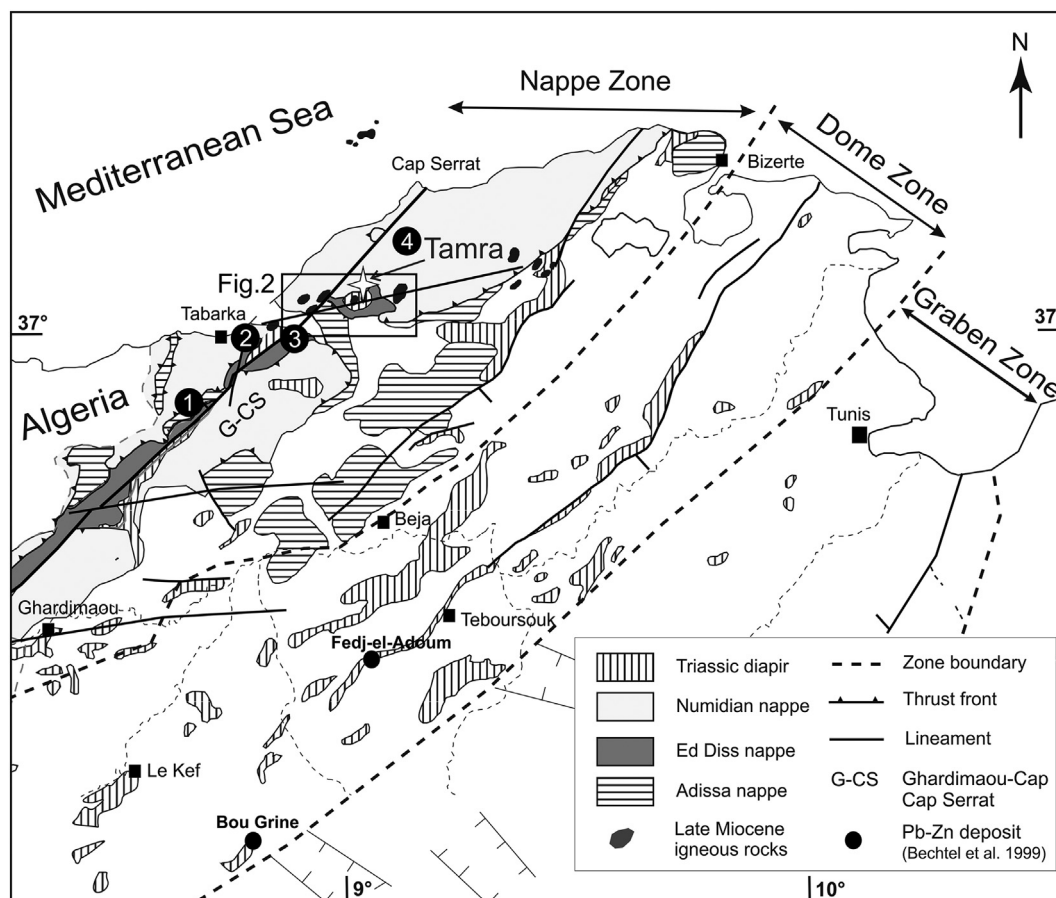 N
Nappe Zone
Dome Zone
Mediterranean Sea
Cap Serrat
Bizerte
4
Tamra
Fig.2
Graben Zone
Tabarka
37°
37
2
3
Algeria
1
G-CS
Tunis
Beja
Ghardimaou
Teboursouk
Fedj-el-Adoum
Le Kef
Bou Grine
9°
10°
Triassic diapir
Numidian nappe
Ed Diss nappe
Adissa nappe
Late Miocene
igneous rocks
Zone boundary
Thrust front
Lineament
G-CS
Ghardimaou-Cap
Cap Serrat
Pb-Zn deposit
(Bechtel et al. 1999)